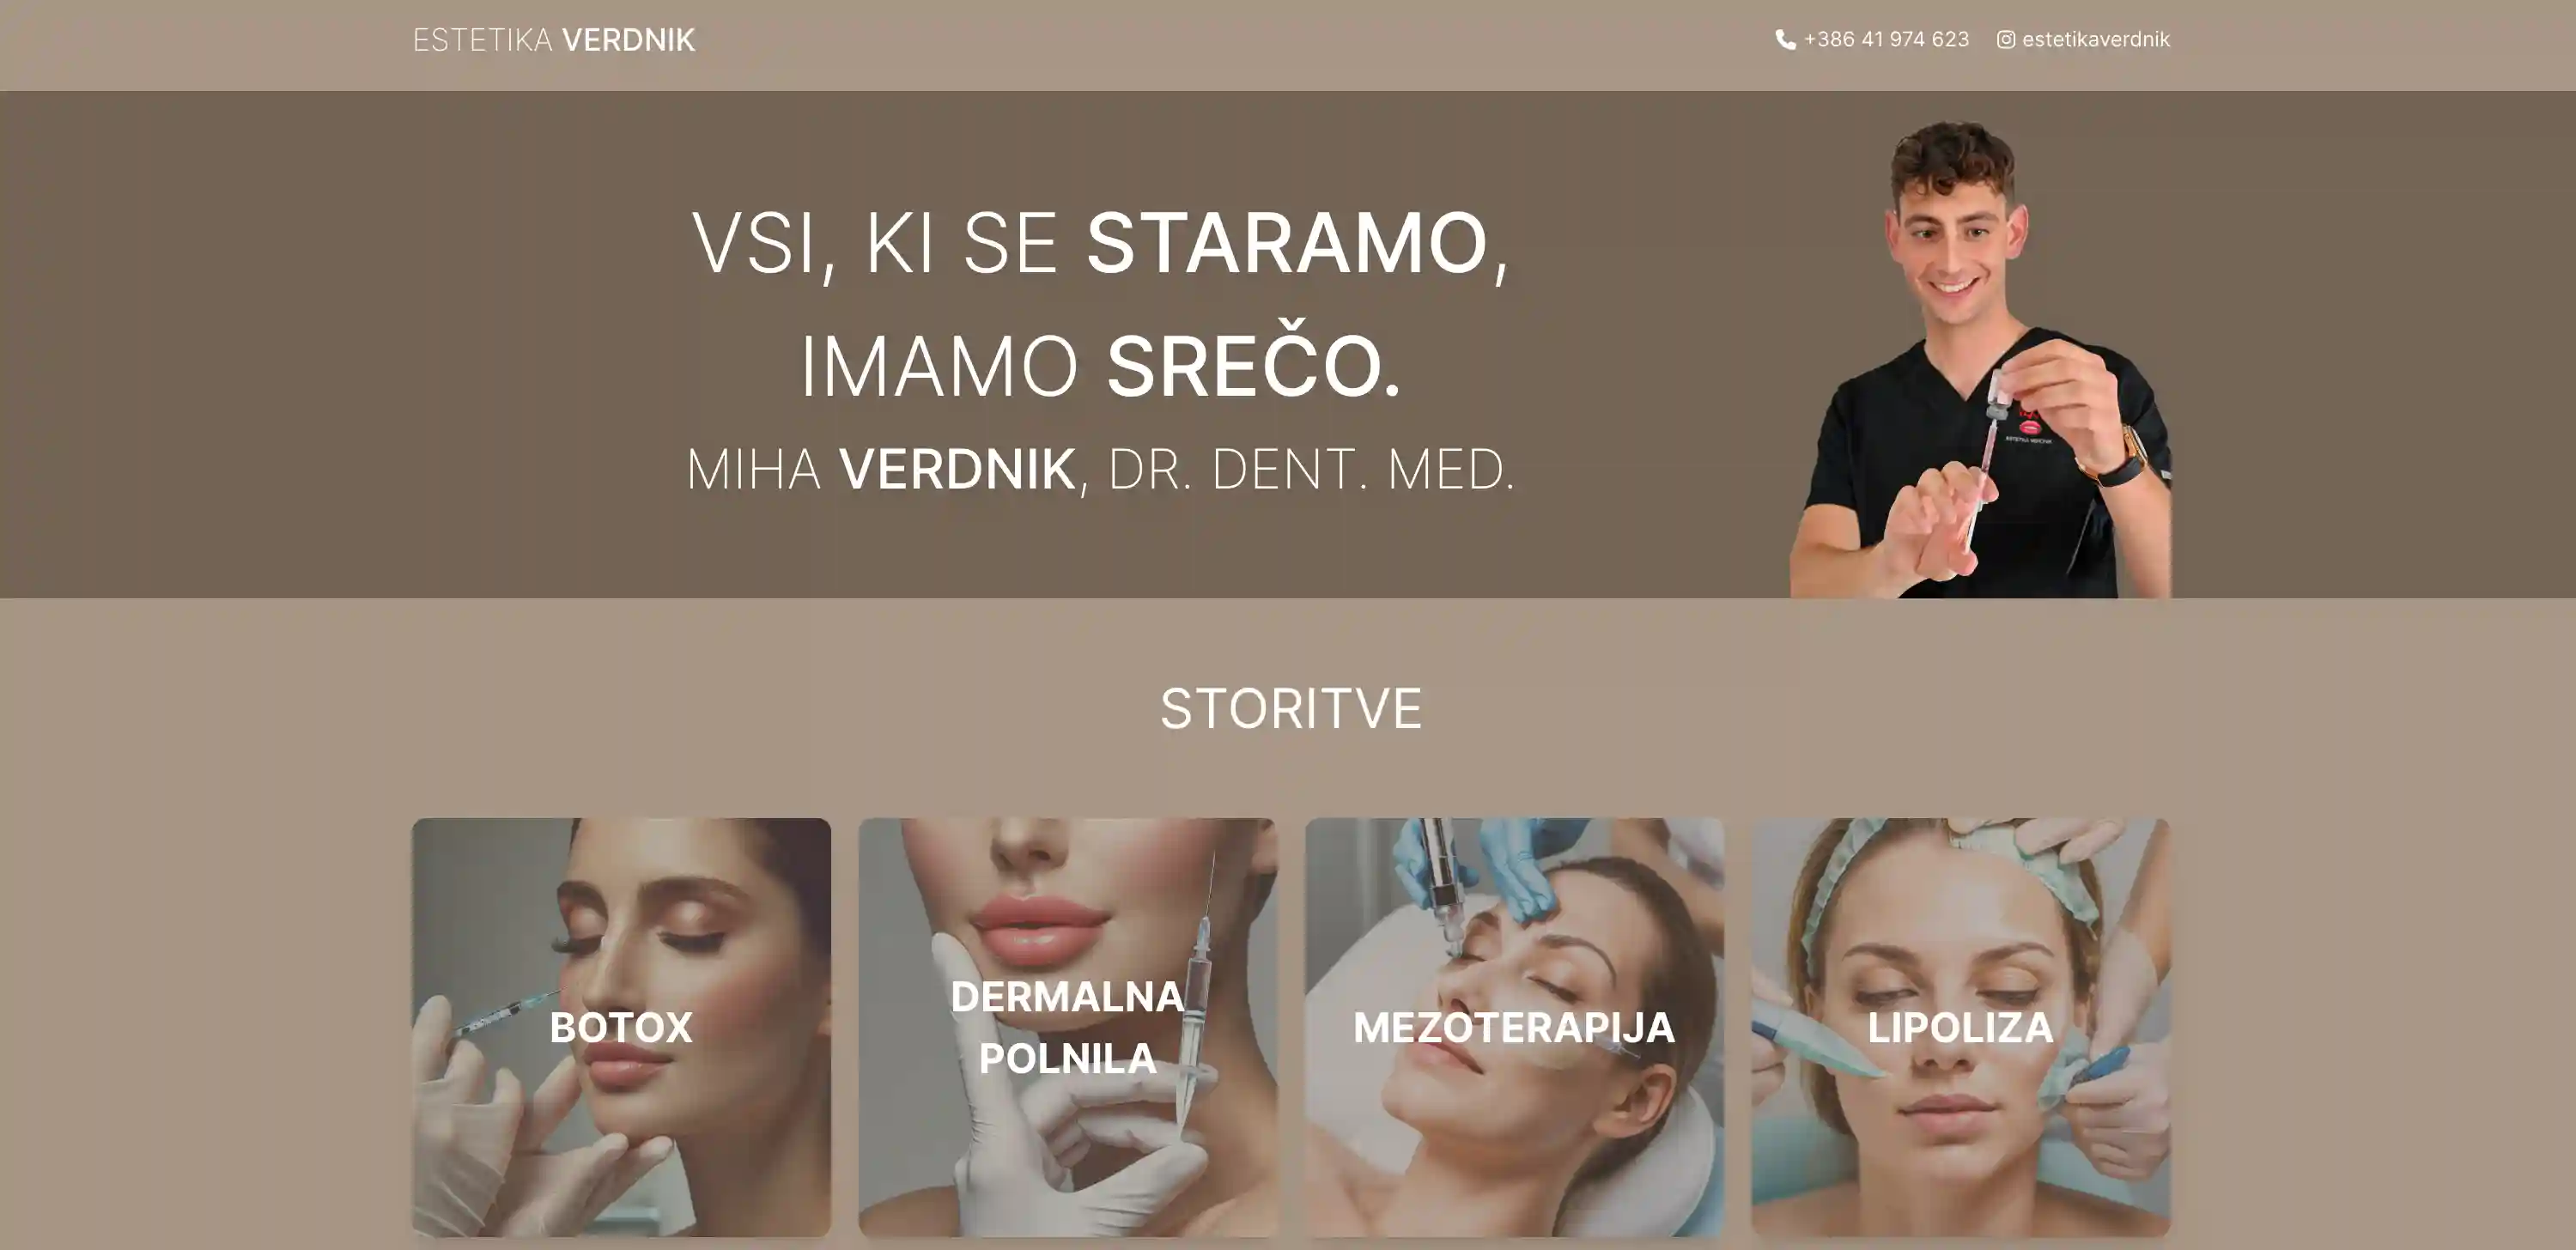 ESTETIKA VERDNIK
+386 41 974 623 estetikaverdnik
VSI, KI SE STARAMO,
IMAMO SREČO.
MIHA VERDNIK, DR. DENT. MED.
STORITVE
BOTOX
DERMALNA
POLNILA
MEZOTERAPIJA
LIPOLIZA